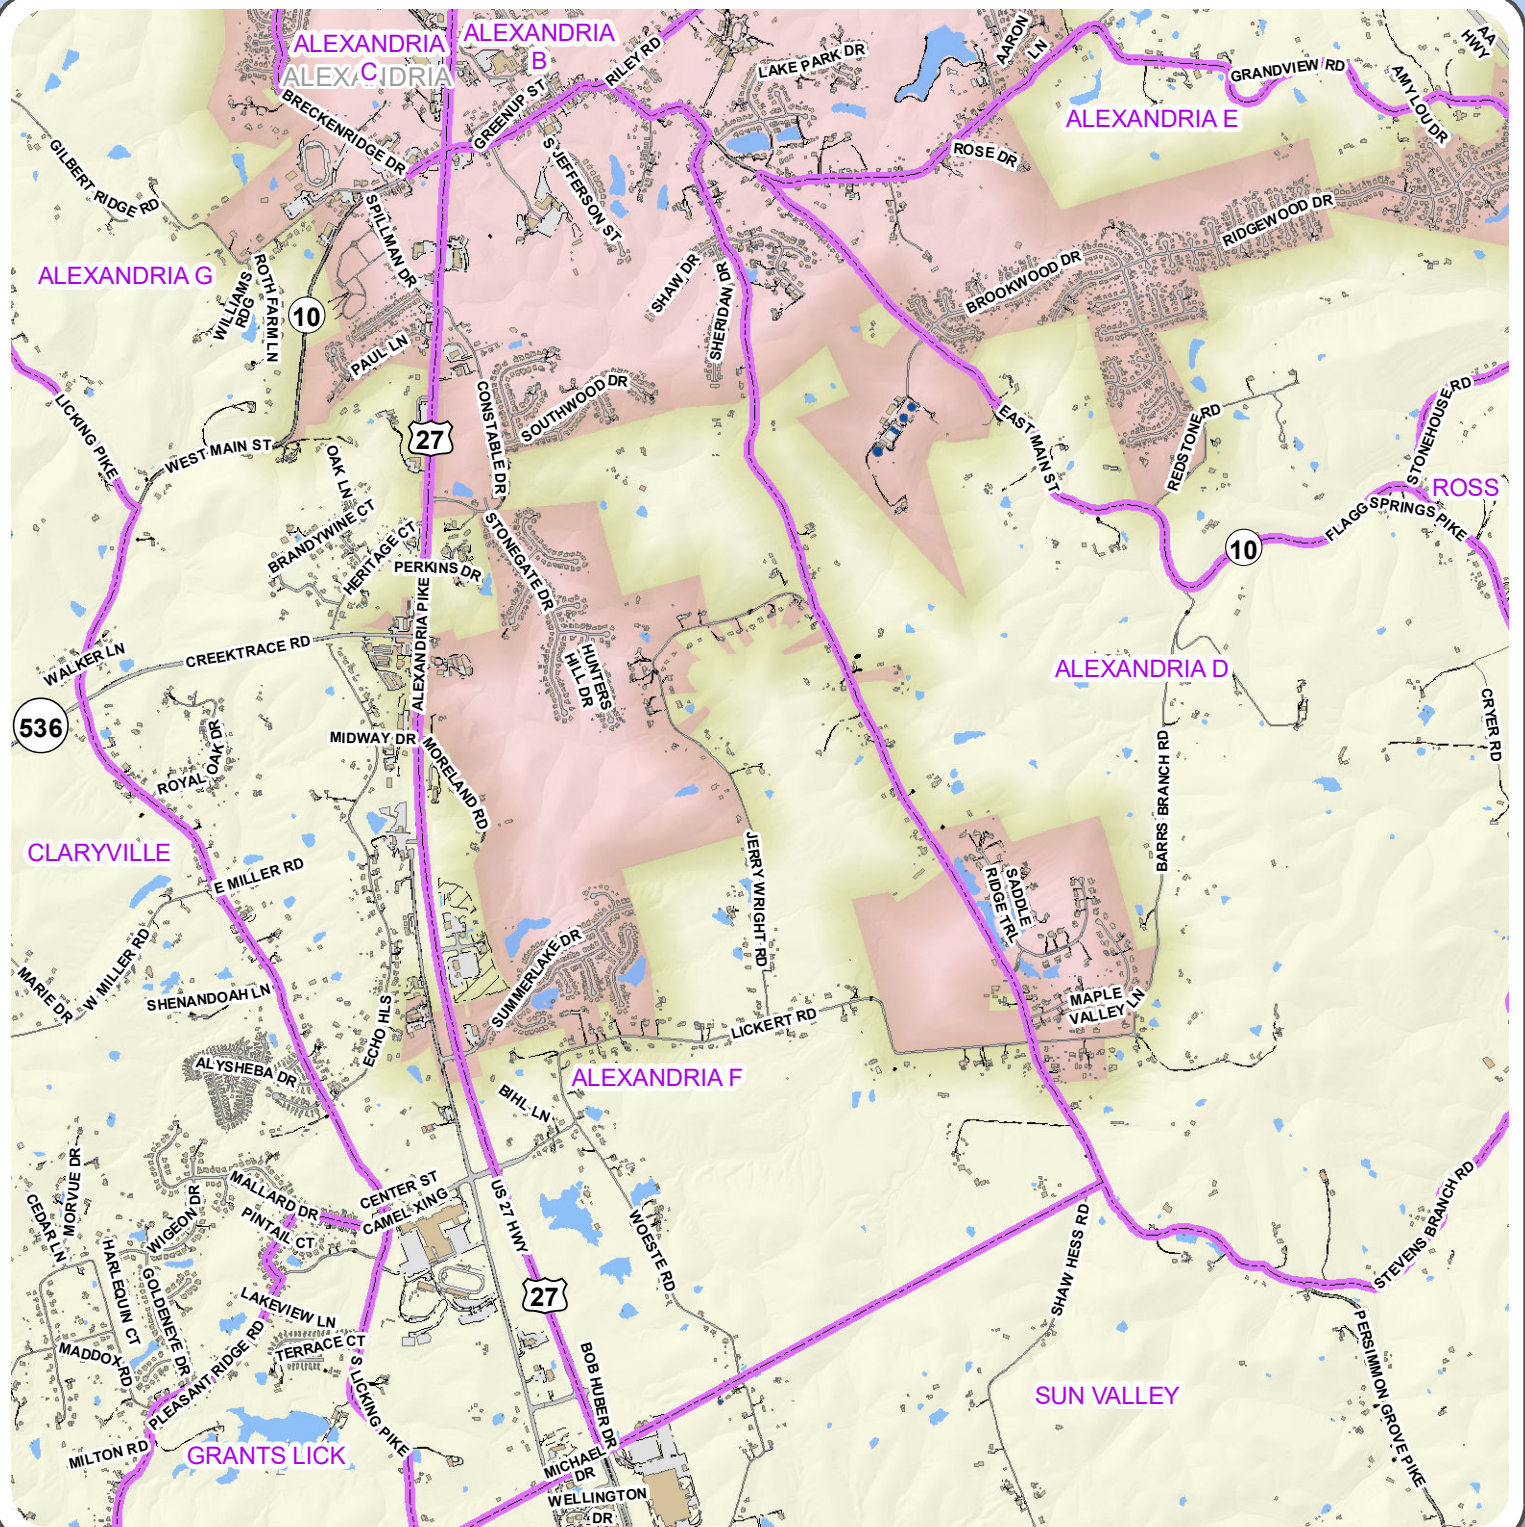 ALEXANDRIA
C
ALEXANDRIA
ALEXANDRIA
B
RILEY RD
GREENUP ST
BRECKENRIDGE DR
LAKE PARK DR
AARON
LN
GRANDVIEW RD
AA
HWY
AMYLOU DR
ALEXANDRIA E
ROSE DR
GILBERT RIDGE RD
S JEFFERSON ST
SPILLMAN DR
RIDGEWOOD DR
BROOKWOOD DR
ALEXANDRIA G
WILLIAMS
RDG
ROTH FARM LN
10
SHAW DR
SHERIDAN DR
PAUL LN
LICKING PIKE
CONSTABLE DR
SOUTHWOOD DR
27
WEST MAIN ST
OAK LN
EAST MAIN ST
REDSTONE RD
STONEHOUSE RD
ROSS
FLAGG SPRINGS PIKE
10
BRANDYWINE CT
HERITAGE CT
PERKINS DR
STONEGATE DR
ALEXANDRIA PIKE
WALKER LN
CREEKTRACE RD
HUNTERS
HILL DR
ALEXANDRIA D
CRYER RD
536
ROYAL OAK DR
MIDWAY DR
MORELAND RD
BARRS BRANCH RD
CLARYVILLE
E MILLER RD
JERRY WRIGHT RD
SADDLE
RIDGE TRL
W MILLER RD
MARIE DR
SHENANDOAH LN
SUMMERLAKE DR
ECHO HLS
LICKERT RD
MAPLE
VALLEY LN
ALYSHEBA DR
ALEXANDRIA F
BIHL LN
MORVUE DR
CEDAR LN
MALLARD DR
WIGEON DR
PINTAIL CT
CENTER ST
CAMEL XING
US 27 HWY
WOESTE RD
SHAW HESS RD
STEVENS BRANCH RD
HARLEQUIN CT
GOLDENEYE DR
LAKEVIEW LN
TERRACE CT
27
MADDOX RD
PLEASANT RIDGE RD
S LICKING PIKE
BOB HUBER DR
PERSIMMON GROVE PIKE
SUN VALLEY
MILTON RD
GRANTS LICK
MICHAEL
DR
WELLINGTON
DR